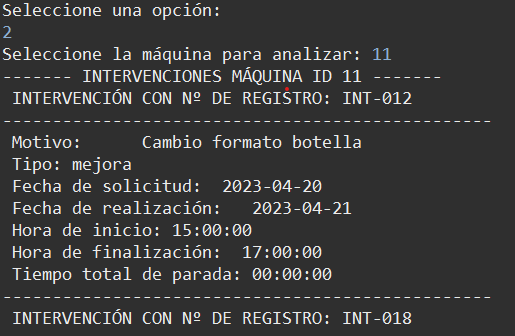 Seleccione una opción:
2
Seleccione la máquina para analizar: 11
------- INTERVENCIONES MÁQUINA ID 11 -------
INTERVENCIÓN CON Nº DE REGISTRO: INT-012
-------------------------------------------------
Motivo:      Cambio formato botella
Tipo: mejora
Fecha de solicitud:  2023-04-20
Fecha de realización:   2023-04-21
Hora de inicio: 15:00:00
Hora de finalización:  17:00:00
Tiempo total de parada: 00:00:00
-------------------------------------------------
INTERVENCIÓN CON Nº DE REGISTRO: INT-018